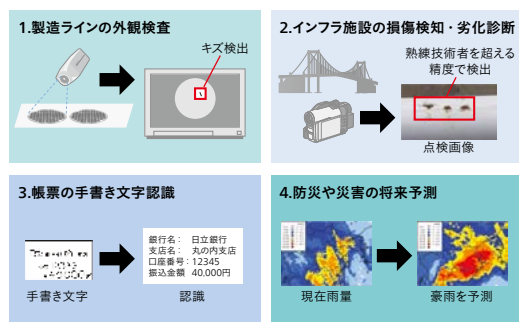 1.製造ラインの外観検査
キズ検出
2.インフラ施設の損傷検知・劣化診断
熟練技術者を超える
精度で検出
点検画像
3.帳票の手書き文字認識
手書き文字
銀行名: 日立銀行
支店名: 丸の内支店
口座番号:12345
振込金額 40,000円
認識
4.防災や災害の将来予測
現在雨量
豪雨を予測